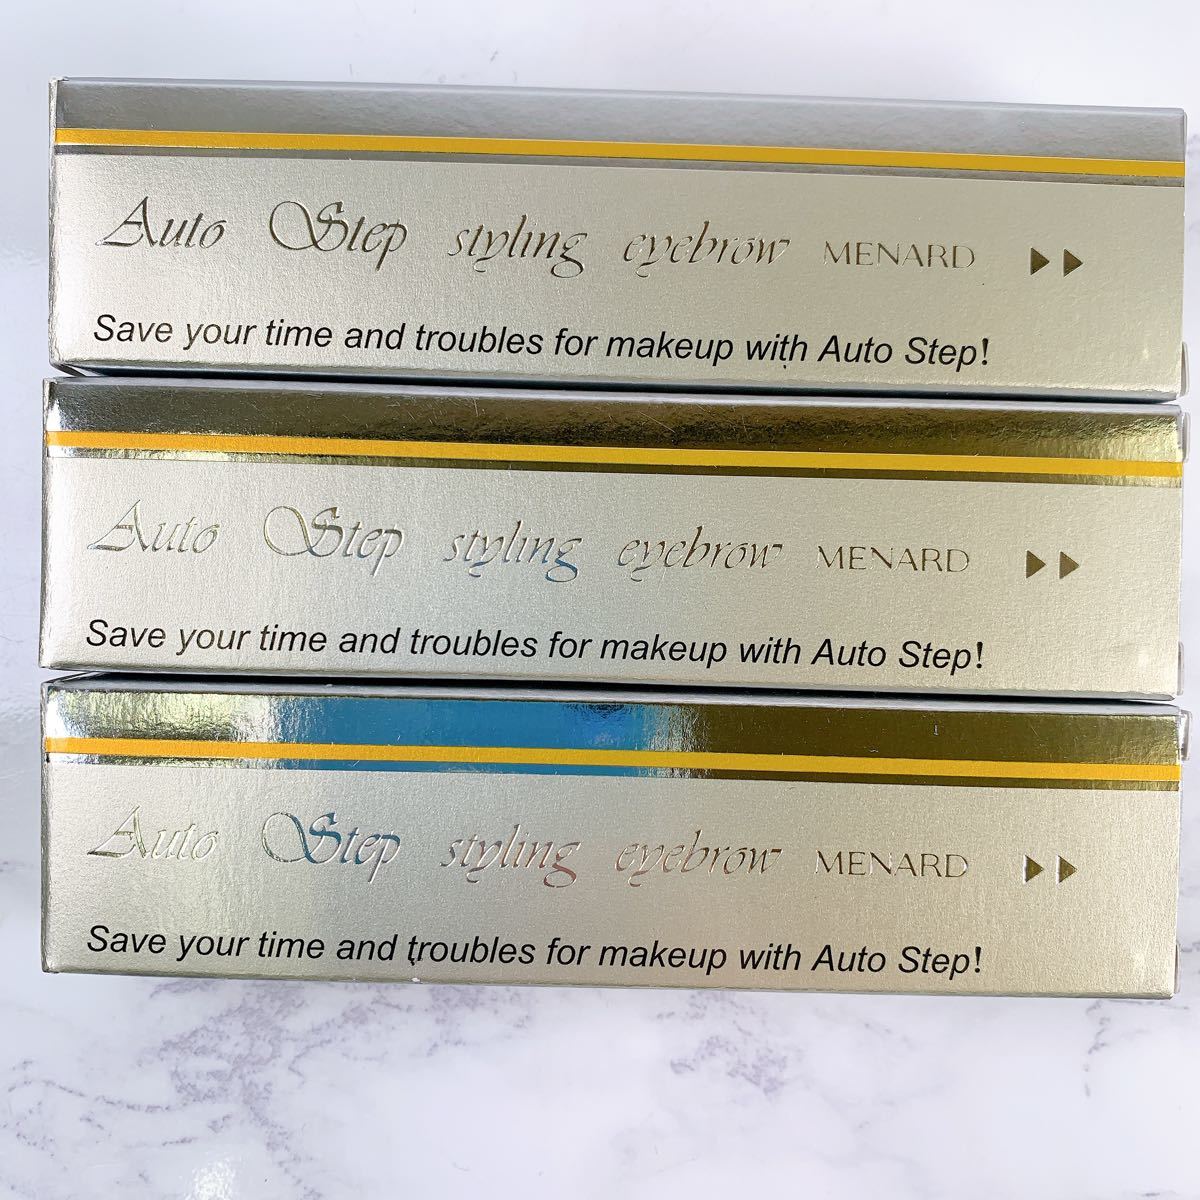 Auto Step styling eyebrow MENARD ▶▶
Save your time and troubles for makeup with Auto Step!
Auto Step styling eyebrow MENARD ▶▶
Save your time and troubles for makeup with Auto Step!
Auto Step styling eyebrow MENARD ▶▶
Save your time and troubles for makeup with Auto Step!